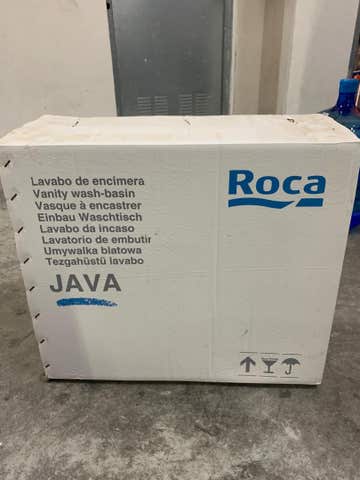 Lavabo de encimera
Vanity wash-basin
Vasque à encastrer
Einbau Waschtisch
Lavabo da incaso
Lavatorio de embutir
Umywalka blatowa
Tezgahüstü lavabo
JAVA
Roca